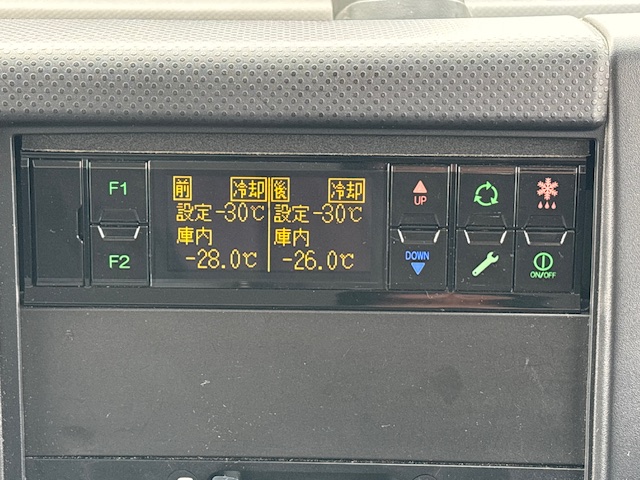 F1
F2
前 冷却 後 冷却
設定-30℃ 設定-30℃
庫内 庫内
-28.0℃ -26.0℃
UP
DOWN
ON/OFF